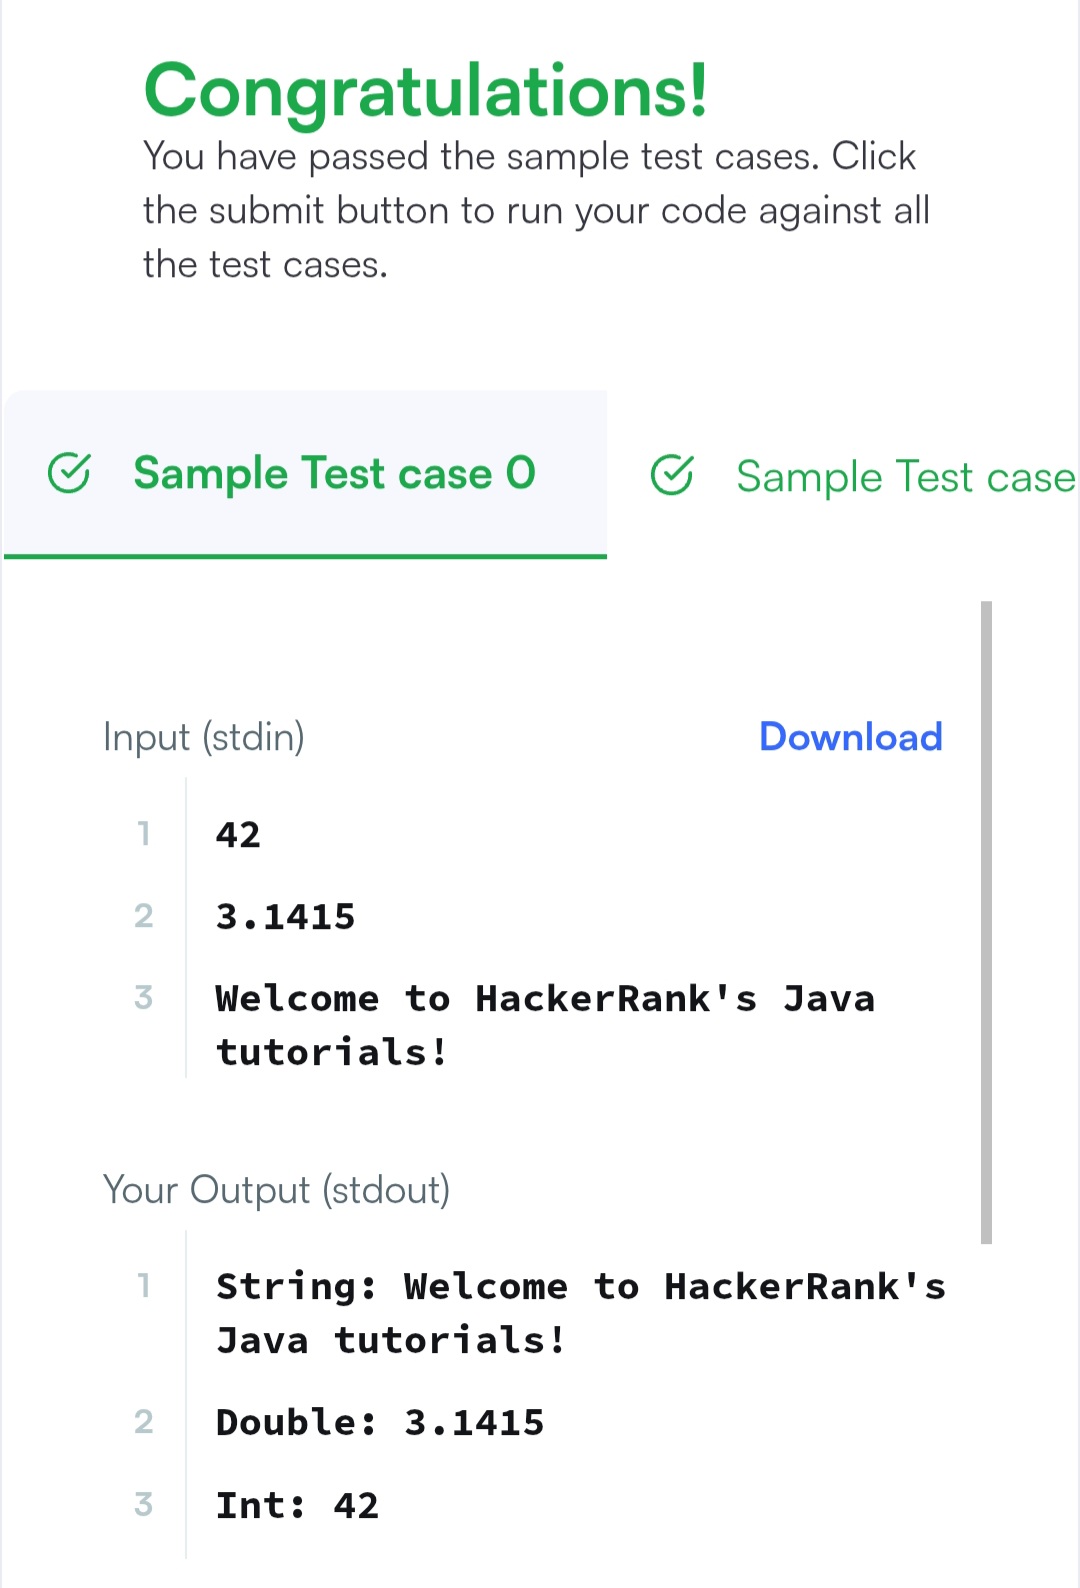 Congratulations!
You have passed the sample test cases. Click
the submit button to run your code against all
the test cases.
Sample Test case 0
Sample Test case
Input (stdin)
Download
1 42
2 3.1415
3 Welcome to HackerRank's Java
tutorials!
Your Output (stdout)
1 String: Welcome to HackerRank's
Java tutorials!
2 Double: 3.1415
3 Int: 42